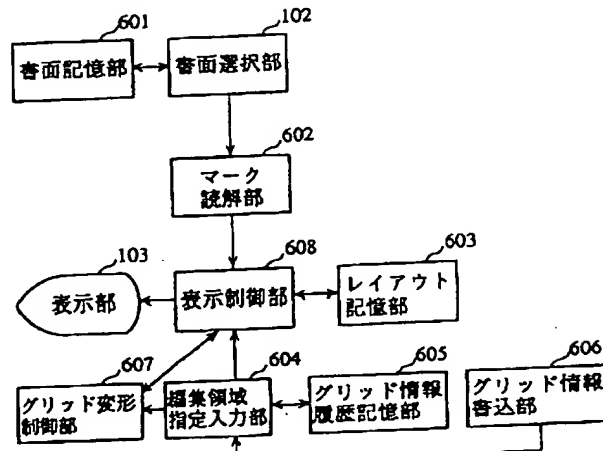 601
102
書面記憶部
書面選択部
602
マーク
読解部
608
103
603
表示部
表示制御部
レイアウト
記憶部
607
604
605
606
グリッド変形
制御部
編集領域
指定入力部
グリッド情報
履歴記憶部
グリッド情報
書込部